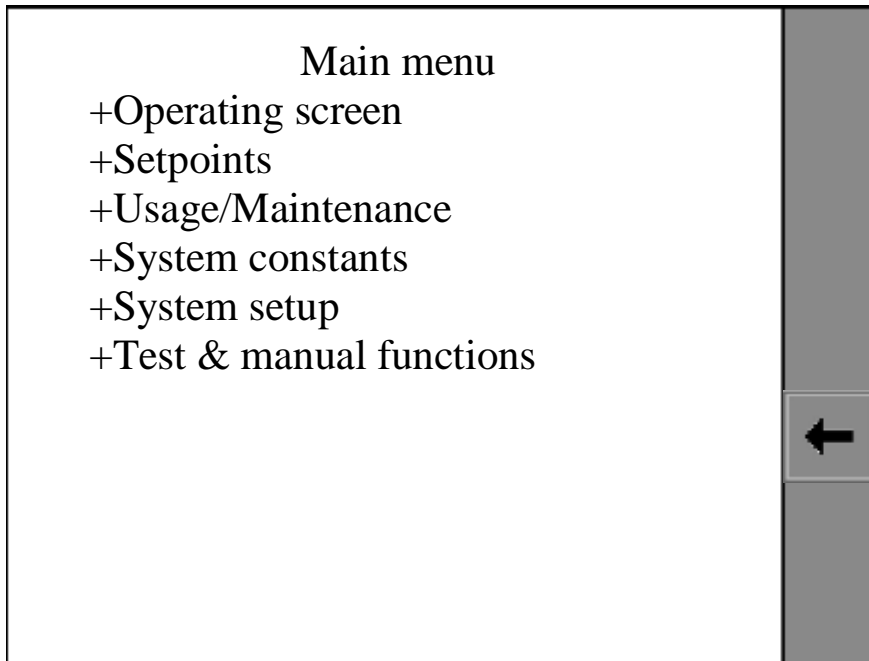 Main menu
+Operating screen
+Setpoints
+Usage/Maintenance
+System constants
+System setup
+Test & manual functions